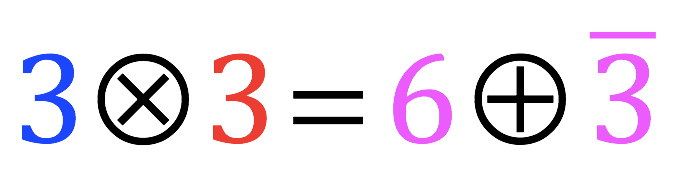 3 ⊗ 3 = 6 ⊕ 3̅